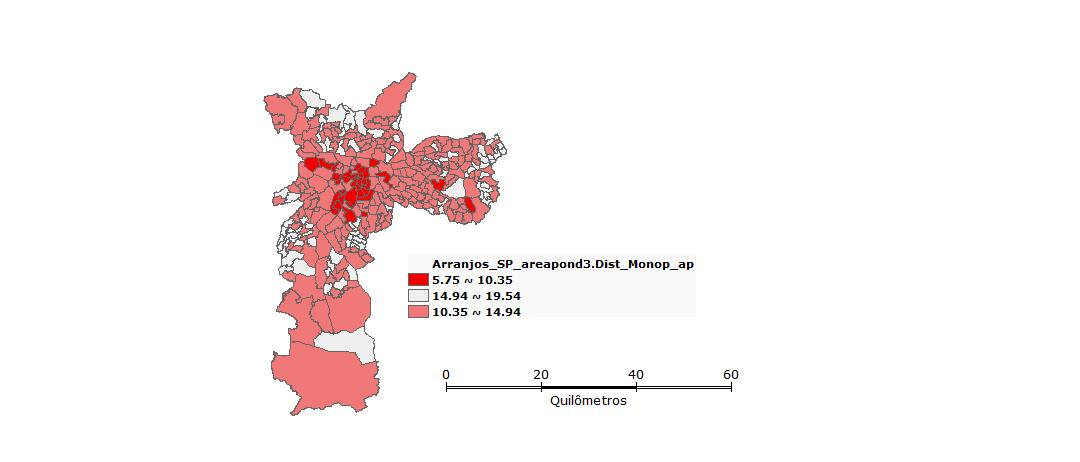 Arranjos_SP_areapond3.Dist_Monop_ap
5.75 ~ 10.35
14.94 ~ 19.54
10.35 ~ 14.94
0 20 40 60
Quilômetros